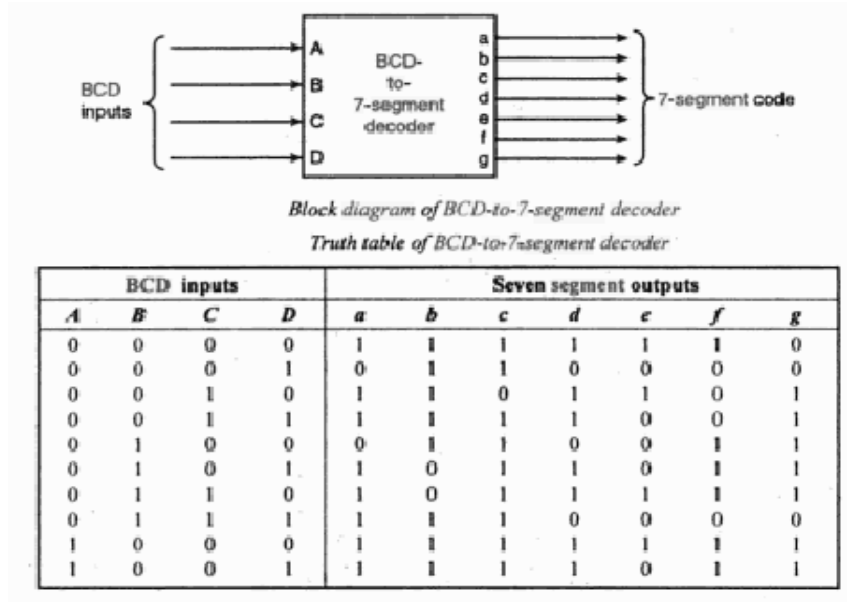 BCD inputs
A
B
C
D
BCD-
to-
7-segment
decoder
a
b
c
d
e
f
g
7-segment code
Block diagram of BCD-to-7-segment decoder
Truth table of BCD-to-7-segment decoder
BCD inputs Seven segment outputs
A B C D a b c d e f g
0 0 0 0 1 1 1 1 1 1 0
0 0 0 1 0 1 1 0 0 0 0
0 0 1 0 1 1 0 1 1 0 1
0 0 1 1 1 1 1 1 0 0 1
0 1 0 0 0 1 1 0 0 1 1
0 1 0 1 1 0 1 1 0 1 1
0 1 1 0 1 0 1 1 1 1 1
0 1 1 1 1 1 1 0 0 0 0
1 0 0 0 1 1 1 1 1 1 1
1 0 0 1 1 1 1 1 0 1 1